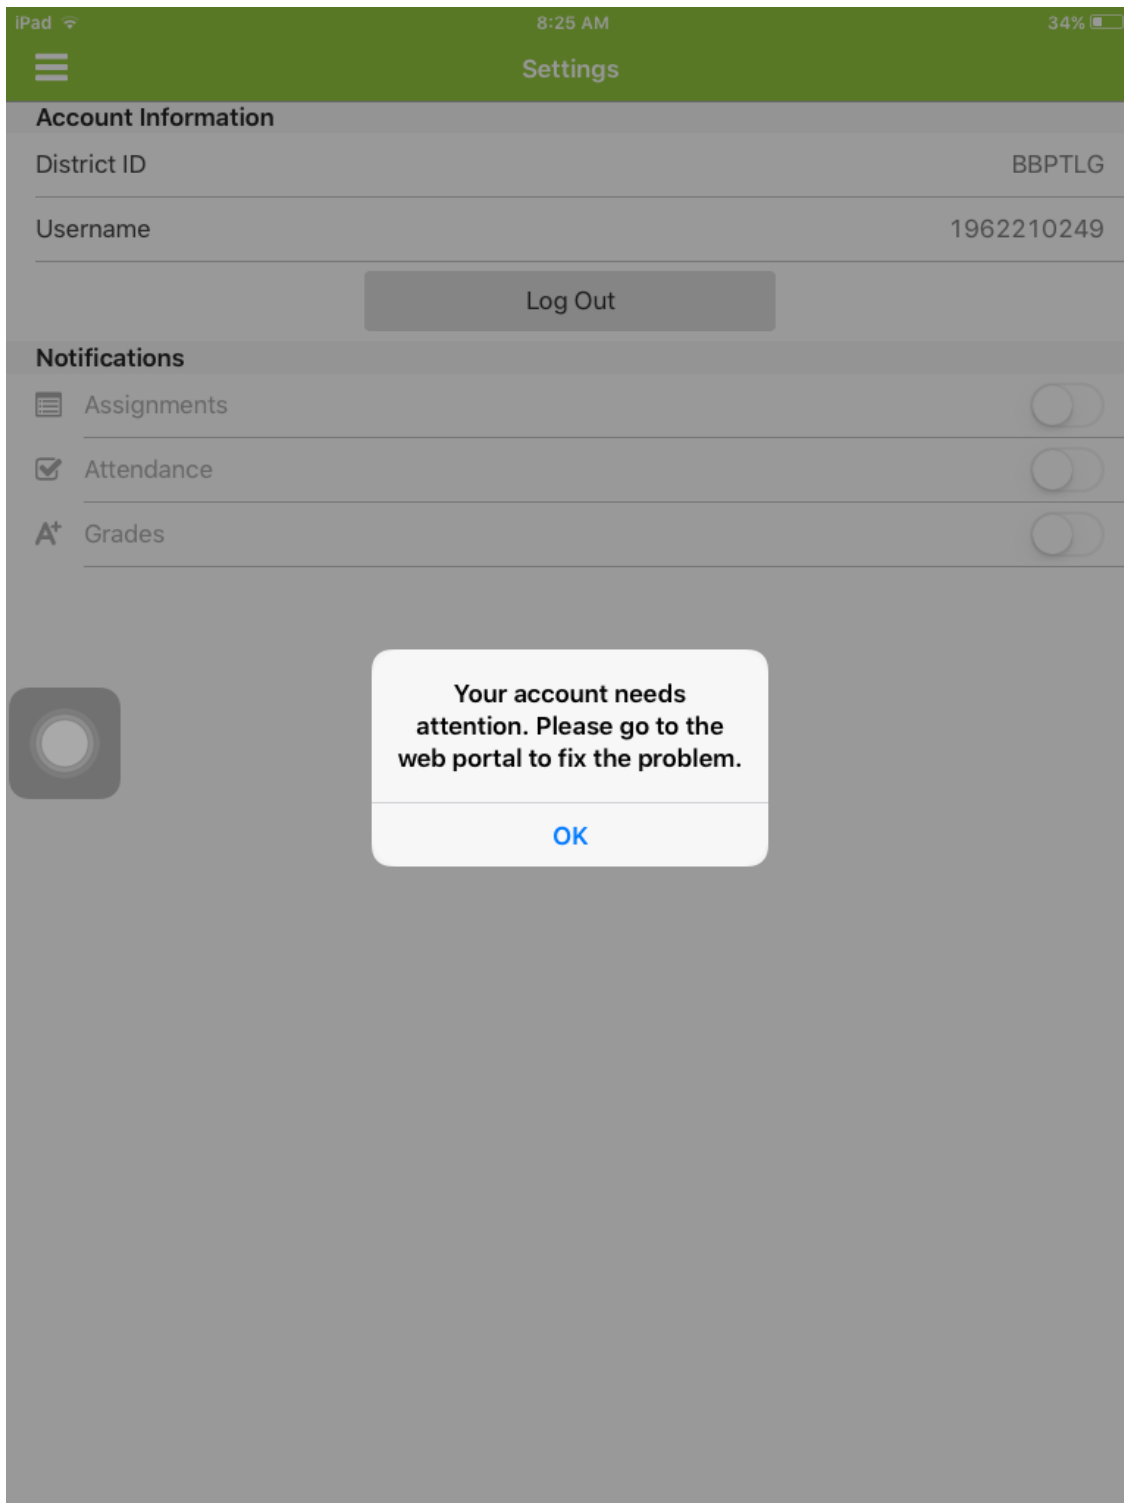 iPad 8:25 AM 34%
Settings
Account Information
District ID BBPTLG
Username 1962210249
Log Out
Notifications
Assignments
Attendance
A+ Grades
Your account needs
attention. Please go to the
web portal to fix the problem.
OK